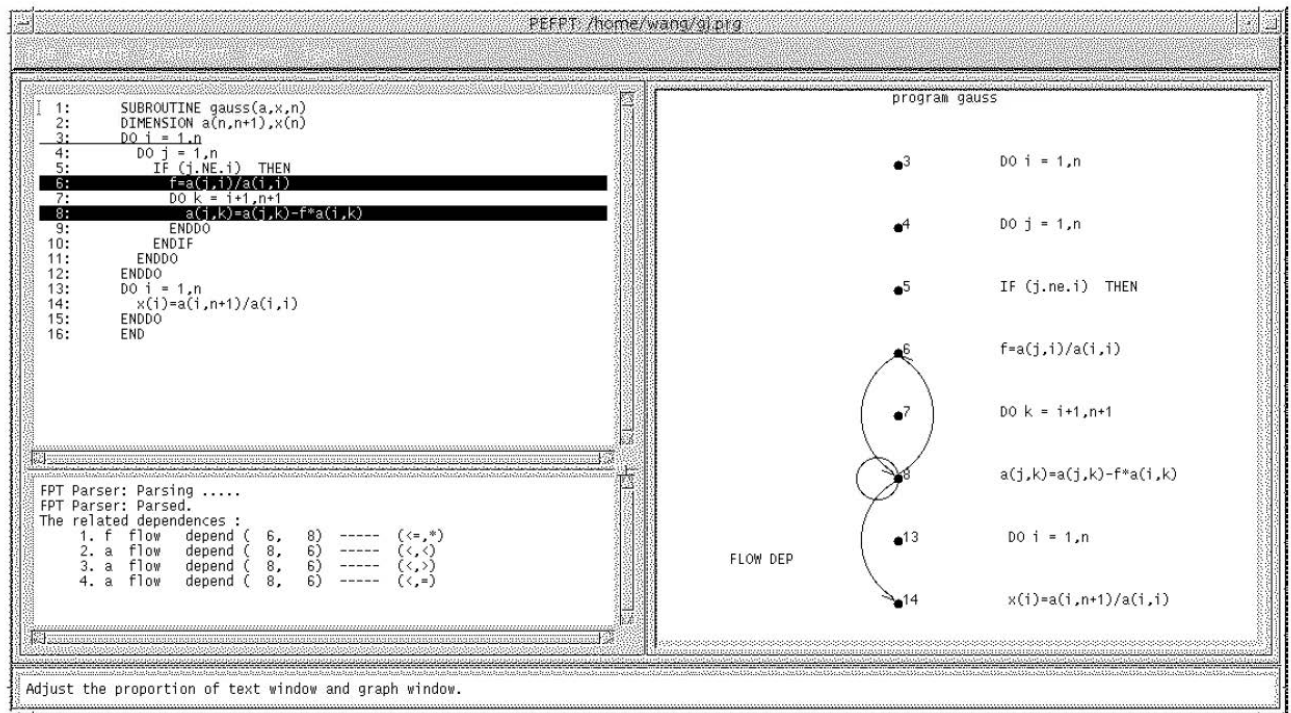 PEFPT: /home/wang/gj.prg
1: SUBROUTINE gauss(a,x,n)
2: DIMENSION a(n,n+1),x(n)
3: DO i = 1,n
4: DO j = 1,n
5: IF (j.NE.i) THEN
6: f=a(j,i)/a(i,i)
7: DO k = i+1,n+1
8: a(j,k)=a(j,k)-f*a(i,k)
9: ENDDO
10: ENDIF
11: ENDDO
12: ENDDO
13: DO i = 1,n
14: x(i)=a(i,n+1)/a(i,i)
15: ENDDO
16: END
FPT Parser: Parsing .....
FPT Parser: Parsed.
The related dependences :
1. f flow depend ( 6, 8) ----- (<=,*)
2. a flow depend ( 8, 6) ----- (<,<)
3. a flow depend ( 8, 6) ----- (<,>)
4. a flow depend ( 8, 6) ----- (<,=)
program gauss
3 DO i = 1,n
4 DO j = 1,n
5 IF (j.ne.i) THEN
6 f=a(j,i)/a(i,i)
7 DO k = i+1,n+1
8 a(j,k)=a(j,k)-f*a(i,k)
13 DO i = 1,n
FLOW DEP
14 x(i)=a(i,n+1)/a(i,i)
Adjust the proportion of text window and graph window.